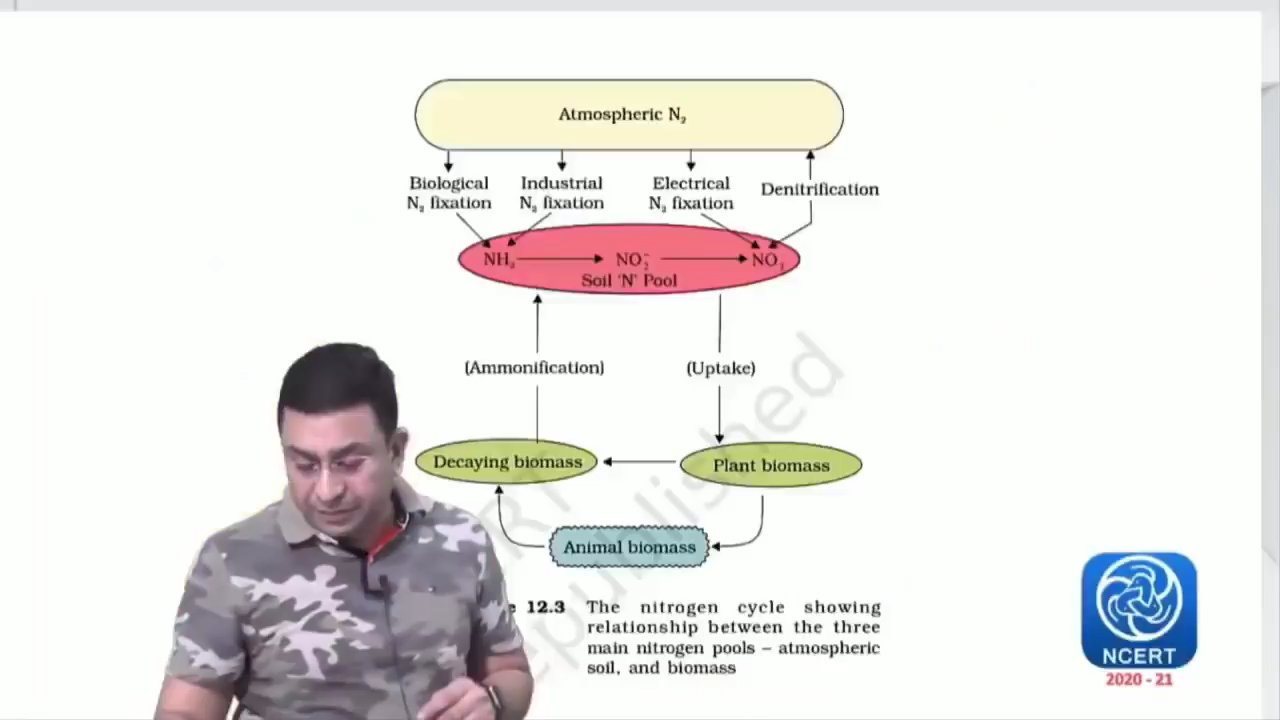 Atmospheric N₂
Biological
N₂ fixation
Industrial
N₂ fixation
Electrical
N₂ fixation
Denitrification
NH₃
NO₂⁻
NO₃
Soil 'N' Pool
(Ammonification)
(Uptake)
Decaying biomass
Plant biomass
Animal biomass
12.3 The nitrogen cycle showing
relationship between the three
main nitrogen pools – atmospheric
soil, and biomass
NCERT
2020 - 21
republished